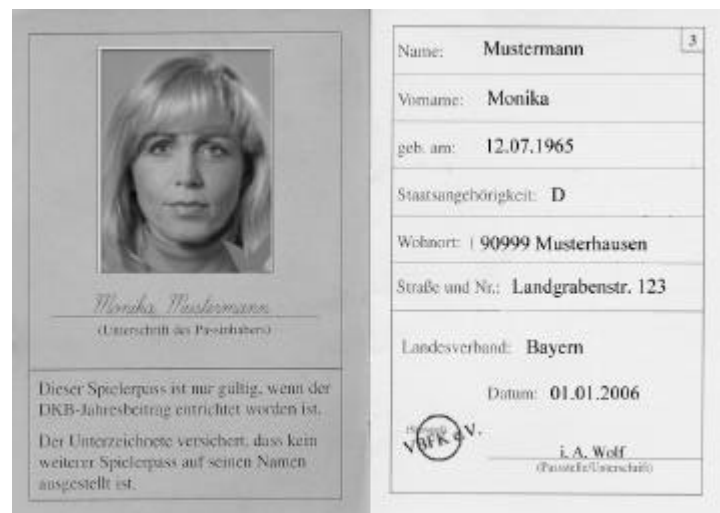 Monika Mustermann
(Unterschrift des Passinhabers)
Dieser Spielerpass ist nur gültig, wenn der
DKB-Jahresbeitrag entrichtet worden ist.
Der Unterzeichnete versichert, dass kein
weiterer Spielerpass auf seinen Namen
ausgestellt ist.
3
Name: Mustermann
Vorname: Monika
geb. am: 12.07.1965
Staatsangehörigkeit: D
Wohnort: 90999 Musterhausen
Straße und Nr.: Landgrabenstr. 123
Landesverband: Bayern
Datum: 01.01.2006
VBFK e.V.
i. A. Wolf
(Passstelle/Unterschrift)